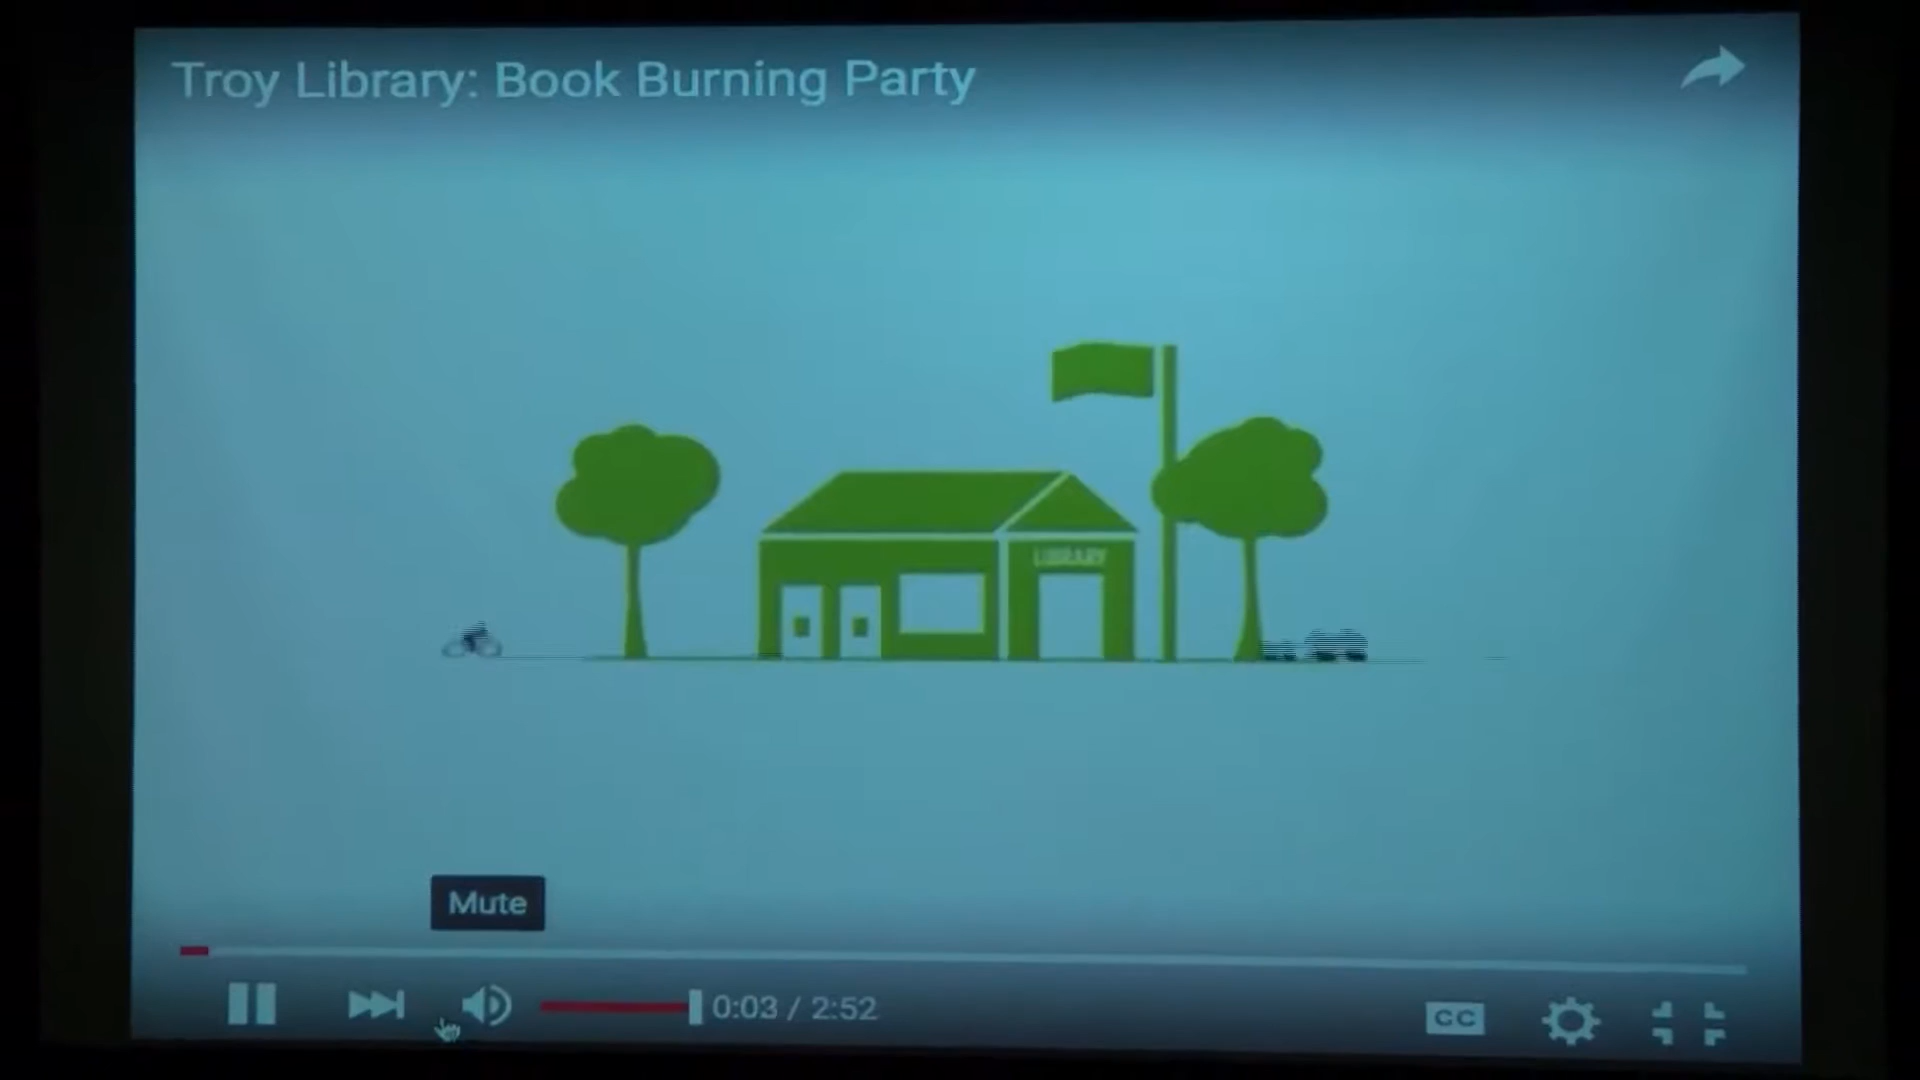 Troy Library: Book Burning Party
LIBRARY
Mute
0:03 / 2:52
CC